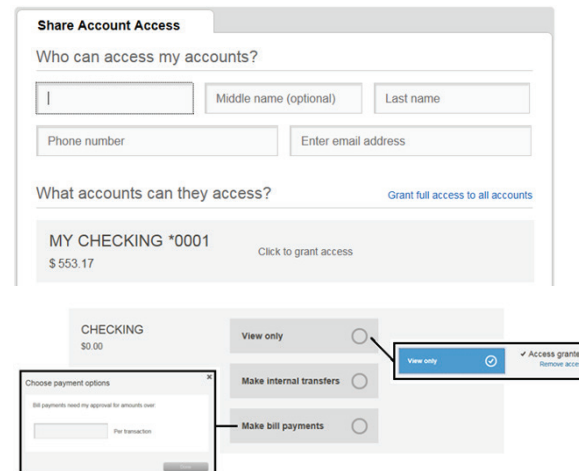 Share Account Access
Who can access my accounts?
Middle name (optional) Last name
Phone number Enter email address
What accounts can they access? Grant full access to all accounts
MY CHECKING *0001
Click to grant access
$ 553.17
CHECKING
$0.00
View only
View only ✓ Access grante
Remove acce
Choose payment options ×
Make internal transfers
Bill payments need my approval for amounts over:
Per transaction
Make bill payments